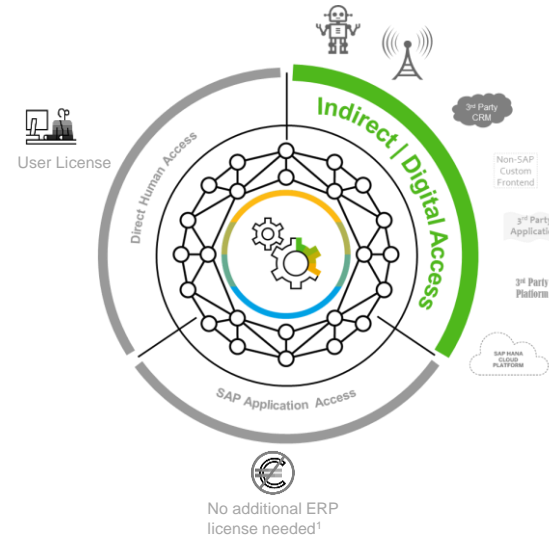 3rd Party
CRM
Indirect | Digital Access
User License
Direct Human Access
Non-SAP
Custom
Frontend
3rd Party
Application
3rd Party
Platform
SAP HANA
CLOUD
PLATFORM
SAP Application Access
No additional ERP
license needed1